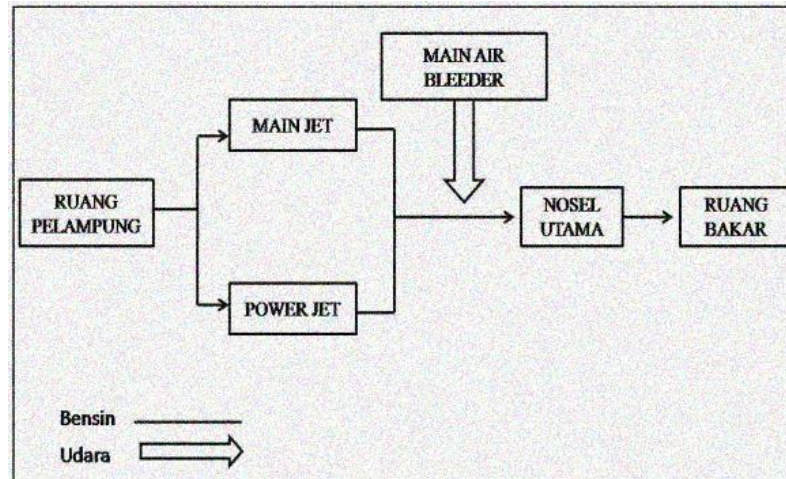 MAIN AIR
BLEEDER
MAIN JET
RUANG
PELAMPUNG
NOSEL
UTAMA
RUANG
BAKAR
POWER JET
Bensin
Udara